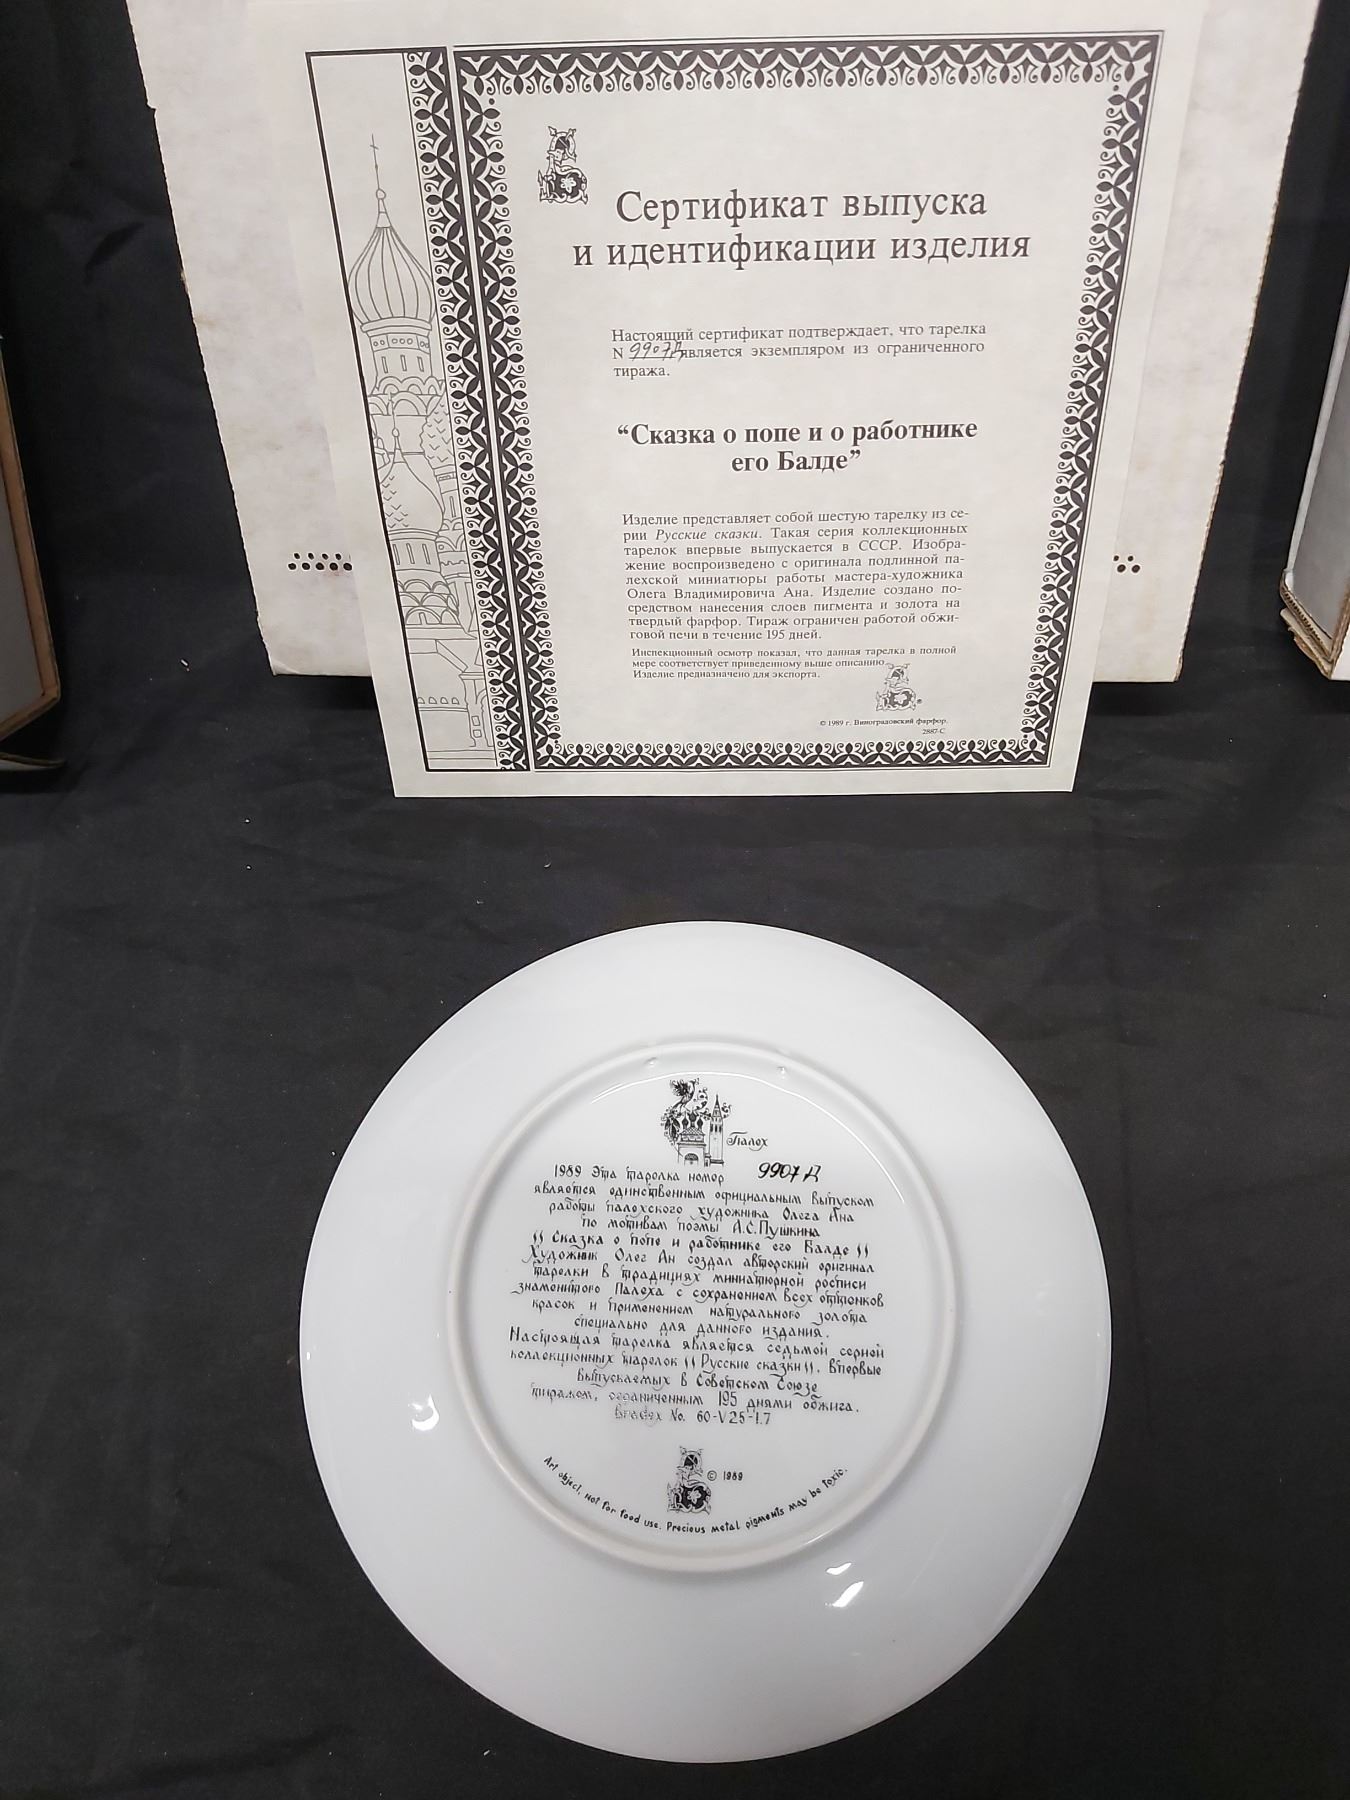 Сертификат выпуска
и идентификации изделия
Настоящий сертификат подтверждает, что тарелка
N 9907Д является экземпляром из ограниченного
тиража.
“Сказка о попе и о работнике
его Балде”
Изделие представляет собой шестую тарелку из се-
рии Русские сказки. Такая серия коллекционных
тарелок впервые выпускается в СССР. Изобра-
жение воспроизведено с оригинала подлинной па-
лехской миниатюры работы мастера-художника
Олега Владимировича Ана. Изделие создано по-
средством нанесения слоев пигмента и золота на
твердый фарфор. Тираж ограничен работой обжи-
говой печи в течение 195 дней.
Инспекционный осмотр показал, что данная тарелка в полной
мере соответствует приведенному выше описанию.
Изделие предназначено для экспорта.
© 1989 г. Виноградовский фарфор.
2887-C
Палех
1989 Эта тарелка номер 9907 Д
является единственным официальным выпуском
работы палехского художника Олега Ана
по мотивам поэмы А.С.Пушкина
"Сказка о попе и работнике его Балде"
Художник Олег Ан создал авторский оригинал
тарелки в традициях миниатюрной росписи
знаменитого Палеха с сохранением всех оттенков
красок и применением натурального золота
специально для данного издания.
Настоящая тарелка является седьмой серией
коллекционных тарелок "Русские сказки". Впервые
выпускаемых в Советском Союзе
тиражом, ограниченным 195 днями обжига.
Bradex No. 60-V25-1.7
© 1989
Art object, not for food use. Precious metal pigments may be toxic.